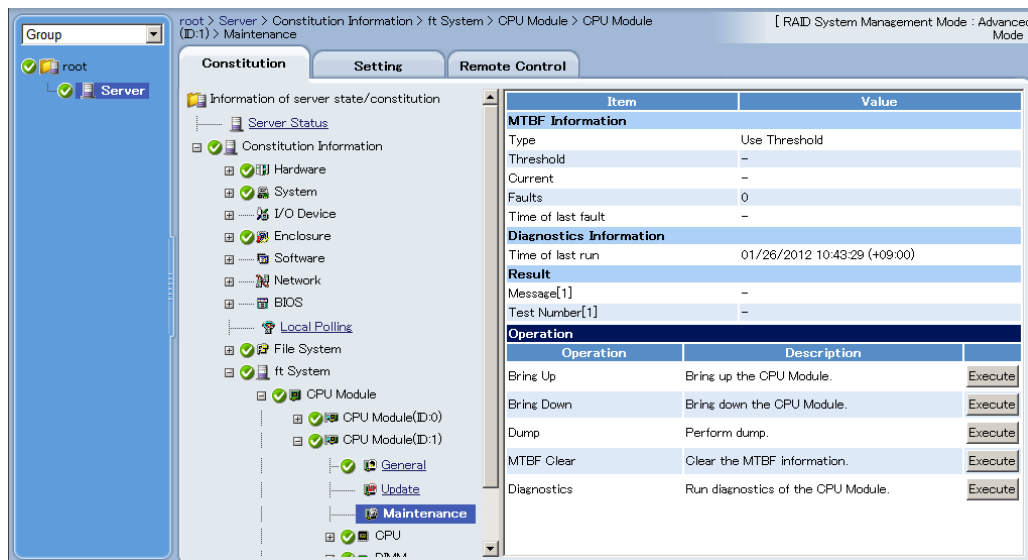 Group
root
Server
root > Server > Constitution Information > ft System > CPU Module > CPU Module
(ID:1) > Maintenance
[ RAID System Management Mode : Advanced
Mode
Constitution
Setting
Remote Control
Information of server state/constitution
Server Status
Constitution Information
Hardware
System
I/O Device
Enclosure
Software
Network
BIOS
Local Polling
File System
ft System
CPU Module
CPU Module(ID:0)
CPU Module(ID:1)
General
Update
Maintenance
CPU
DIMM
Item Value
MTBF Information
Type Use Threshold
Threshold -
Current -
Faults 0
Time of last fault -
Diagnostics Information
Time of last run 01/26/2012 10:43:29 (+09:00)
Result
Message[1] -
Test Number[1] -
Operation
Operation Description
Bring Up Bring up the CPU Module. Execute
Bring Down Bring down the CPU Module. Execute
Dump Perform dump. Execute
MTBF Clear Clear the MTBF information. Execute
Diagnostics Run diagnostics of the CPU Module. Execute